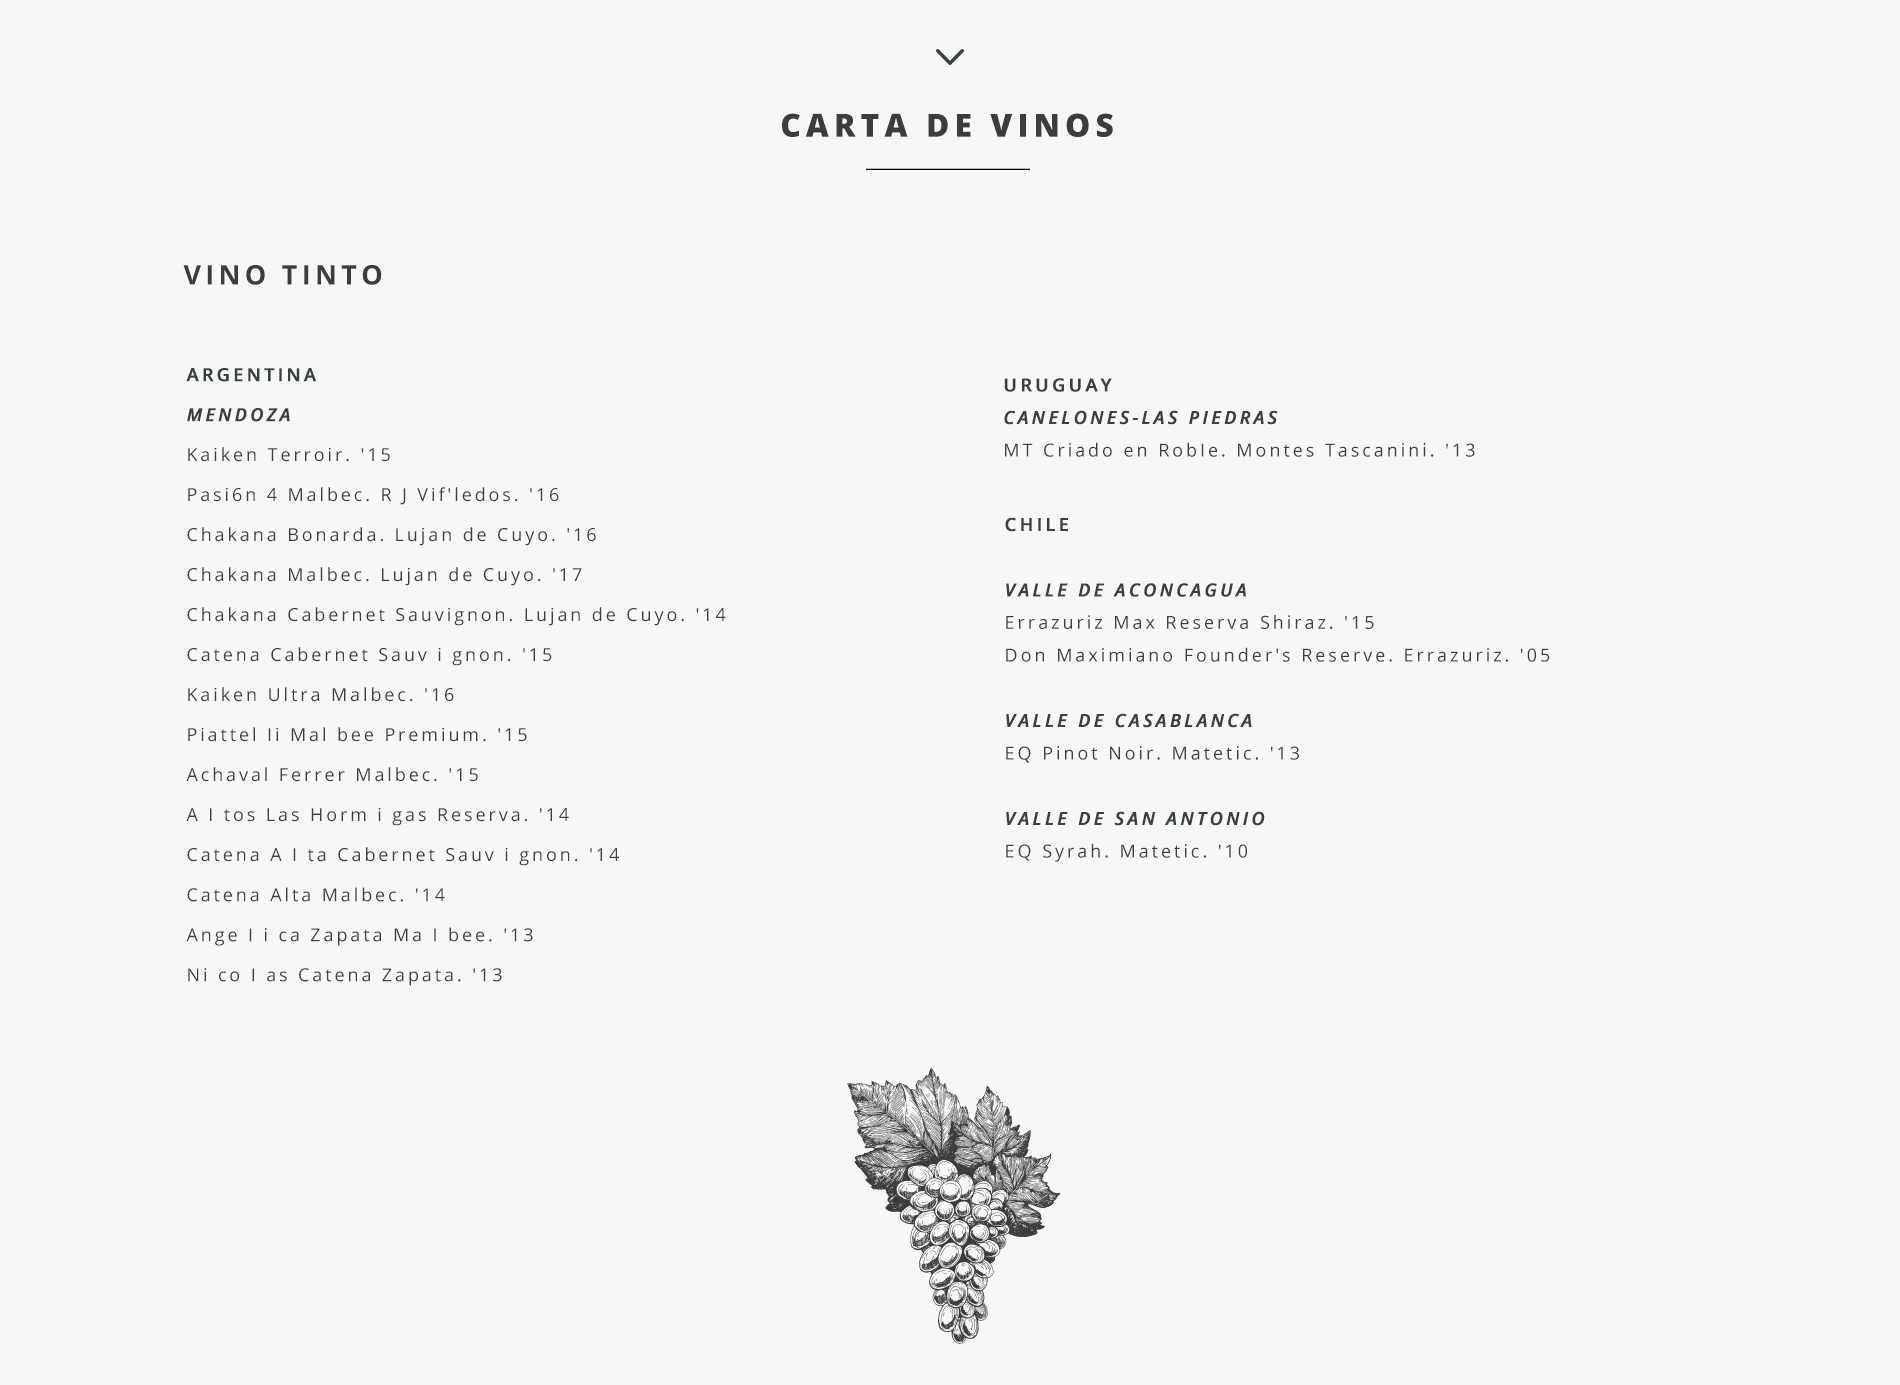 CARTA DE VINOS
VINO TINTO
ARGENTINA
MENDOZA
Kaiken Terroir. '15
Pasi6n 4 Malbec. R J Vif'ledos. '16
Chakana Bonarda. Lujan de Cuyo. '16
Chakana Malbec. Lujan de Cuyo. '17
Chakana Cabernet Sauvignon. Lujan de Cuyo. '14
Catena Cabernet Sauv i gnon. '15
Kaiken Ultra Malbec. '16
Piattel Ii Mal bee Premium. '15
Achaval Ferrer Malbec. '15
A I tos Las Horm i gas Reserva. '14
Catena A I ta Cabernet Sauv i gnon. '14
Catena Alta Malbec. '14
Ange I i ca Zapata Ma I bee. '13
Ni co I as Catena Zapata. '13
URUGUAY
CANELONES-LAS PIEDRAS
MT Criado en RobIe. Montes Tascanini. '13
CHILE
VALLE DE ACONCAGUA
Errazuriz Max Reserva Shiraz. '15
Don Maximiano Founder's Reserve. Errazuriz. '05
VALLE DE CASABLANCA
EQ Pinot Noir. Matetic. '13
VALLE DE SAN ANTONIO
EQ Syrah. Matetic. '10